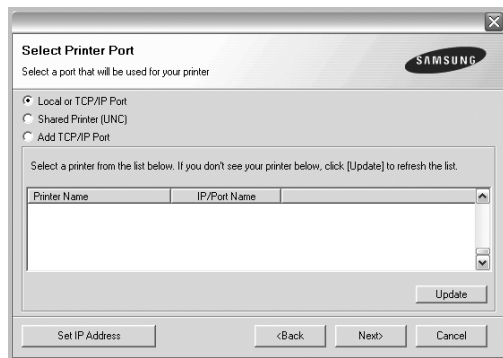 Select Printer Port
Select a port that will be used for your printer
SAMSUNG
Local or TCP/IP Port
Shared Printer (UNC)
Add TCP/IP Port
Select a printer from the list below. If you don't see your printer below, click [Update] to refresh the list.
Printer Name IP/Port Name
Update
Set IP Address <Back Next> Cancel